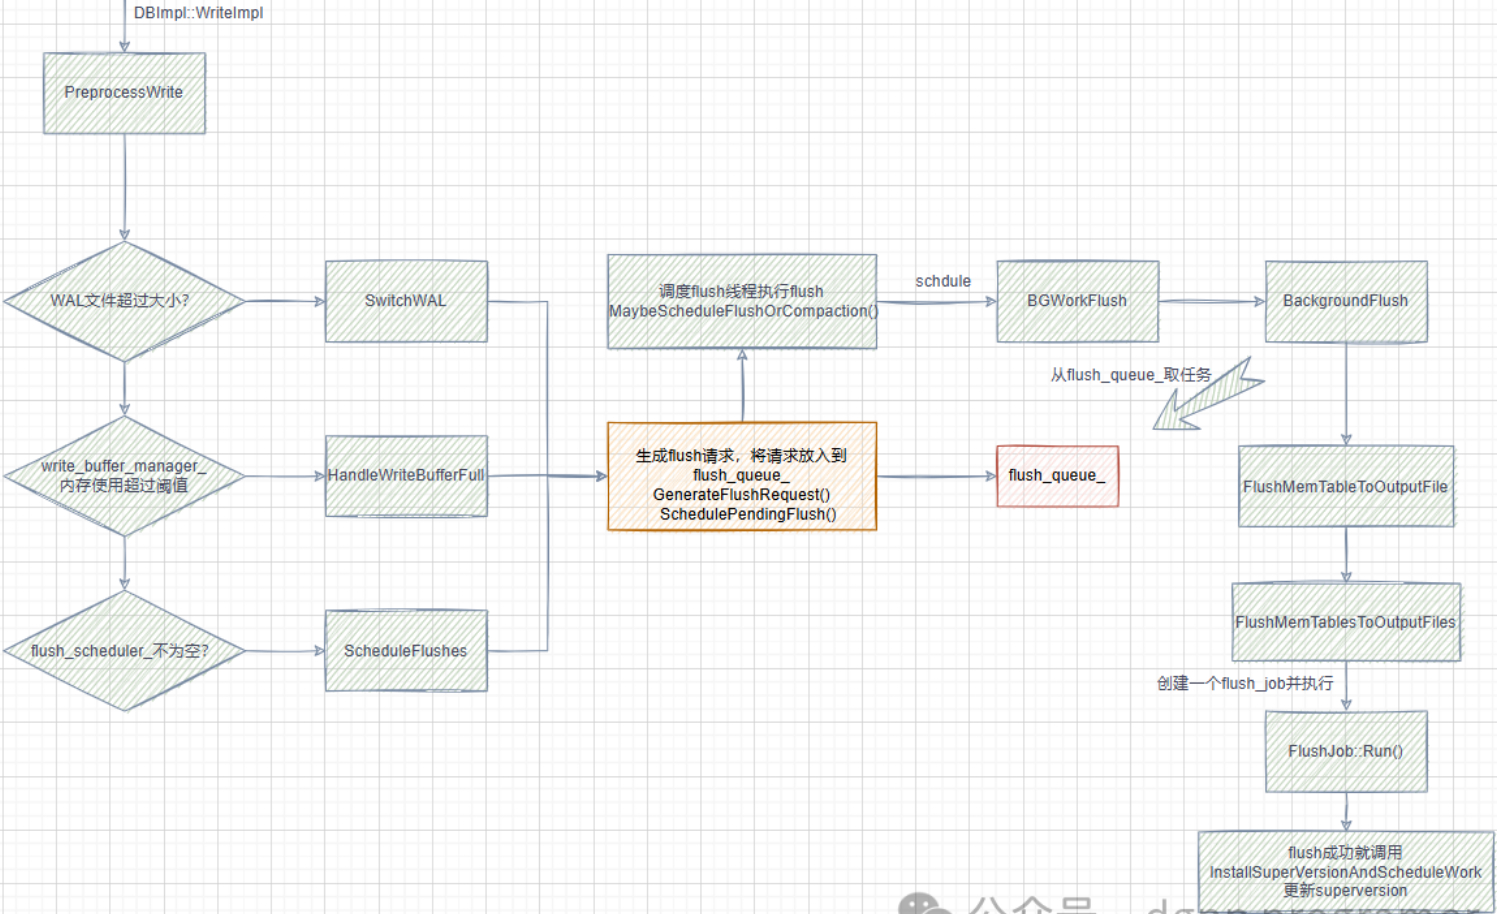 DBImpl::WriteImpl
PreprocessWrite
WAL文件超过大小？
SwitchWAL
write_buffer_manager_
内存使用超过阈值
HandleWriteBufferFull
flush_scheduler_不为空？
ScheduleFlushes
调度flush线程执行flush
MaybeScheduleFlushOrCompaction()
schdule
BGWorkFlush
BackgroundFlush
从flush_queue_取任务
生成flush请求，将请求放入到
flush_queue_
GenerateFlushRequest()
SchedulePendingFlush()
flush_queue_
FlushMemTableToOutputFile
FlushMemTablesToOutputFiles
创建一个flush_job并执行
FlushJob::Run()
flush成功就调用
InstallSuperVersionAndScheduleWork
更新superversion
公众号